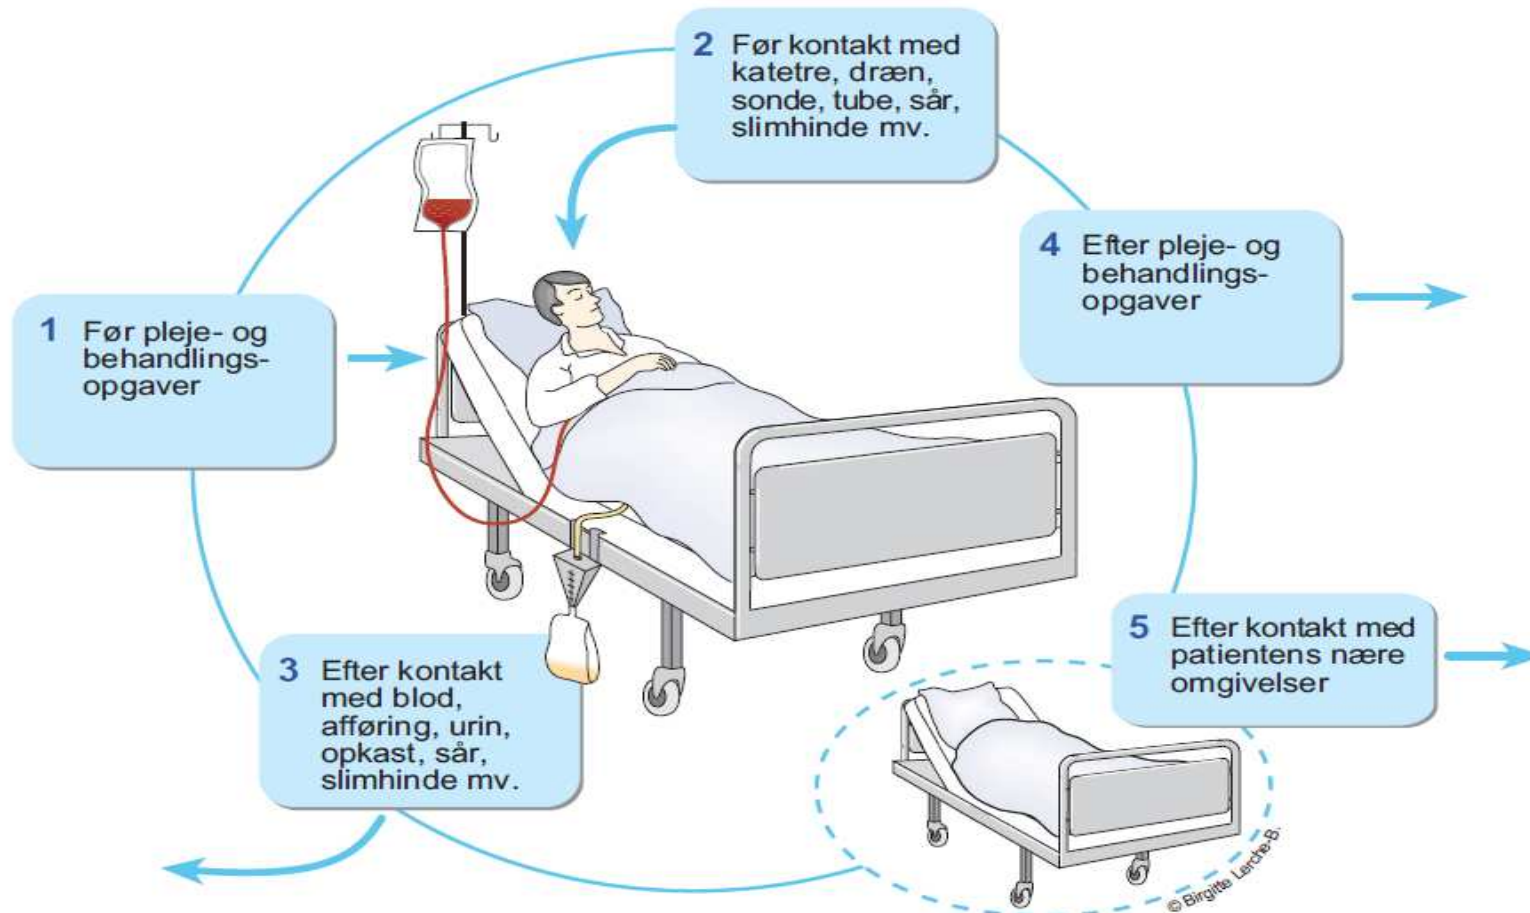 1 Før pleje- og
behandlings-
opgaver
2 Før kontakt med
katetre, dræn,
sonde, tube, sår,
slimhinde mv.
3 Efter kontakt
med blod,
afføring, urin,
opkast, sår,
slimhinde mv.
4 Efter pleje- og
behandlings-
opgaver
5 Efter kontakt med
patientens nære
omgivelser
© Birgitte Lerche-B.